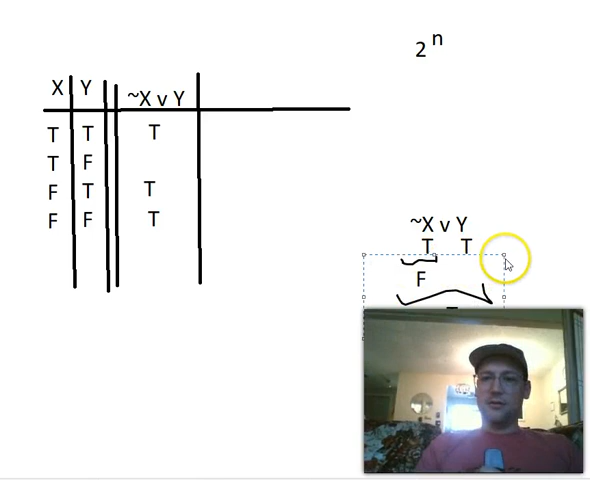 2 n
X Y ~X v Y
T T T
T F
F T T
F F T
~X v Y
T T
F